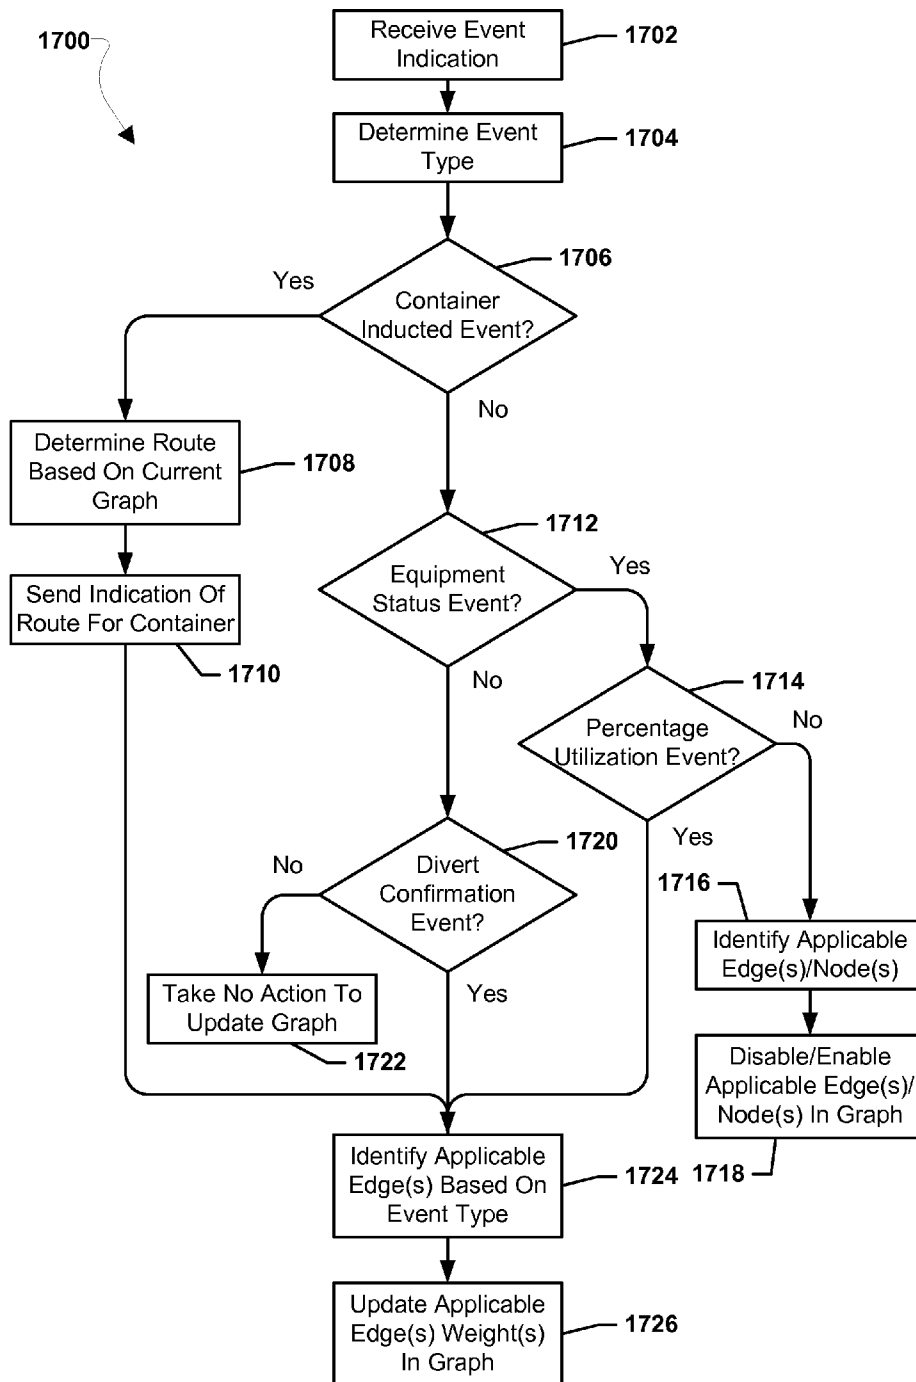 1700
Receive Event
Indication
1702
Determine Event
Type
1704
1706
Yes
Container
Inducted Event?
No
Determine Route
Based On Current
Graph
1708
1712
Equipment
Status Event?
Yes
Send Indication Of
Route For Container
1710
No
1714
Percentage
Utilization Event?
No
Yes
1720
No
Divert
Confirmation
Event?
1716
Identify Applicable
Edge(s)/Node(s)
Take No Action To
Update Graph
Yes
1722
Disable/Enable
Applicable Edge(s)/
Node(s) In Graph
1718
Identify Applicable
Edge(s) Based On
Event Type
1724
Update Applicable
Edge(s) Weight(s)
In Graph
1726